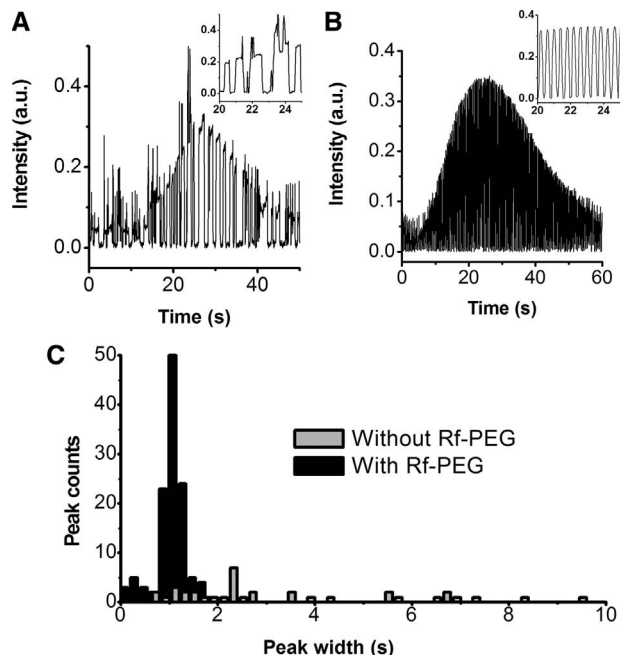 A
Intensity (a.u.)
0.4
0.2
0.0
0 20 40
Time (s)
0.4
0.2
0.0
20 22 24
B
Intensity (a.u.)
0.4
0.3
0.2
0.1
0.0
0 20 40 60
Time (s)
0.4
0.2
0.0
20 22 24
C
Peak counts
50
40
30
20
10
0
0 2 4 6 8 10
Peak width (s)
Without Rf-PEG
With Rf-PEG